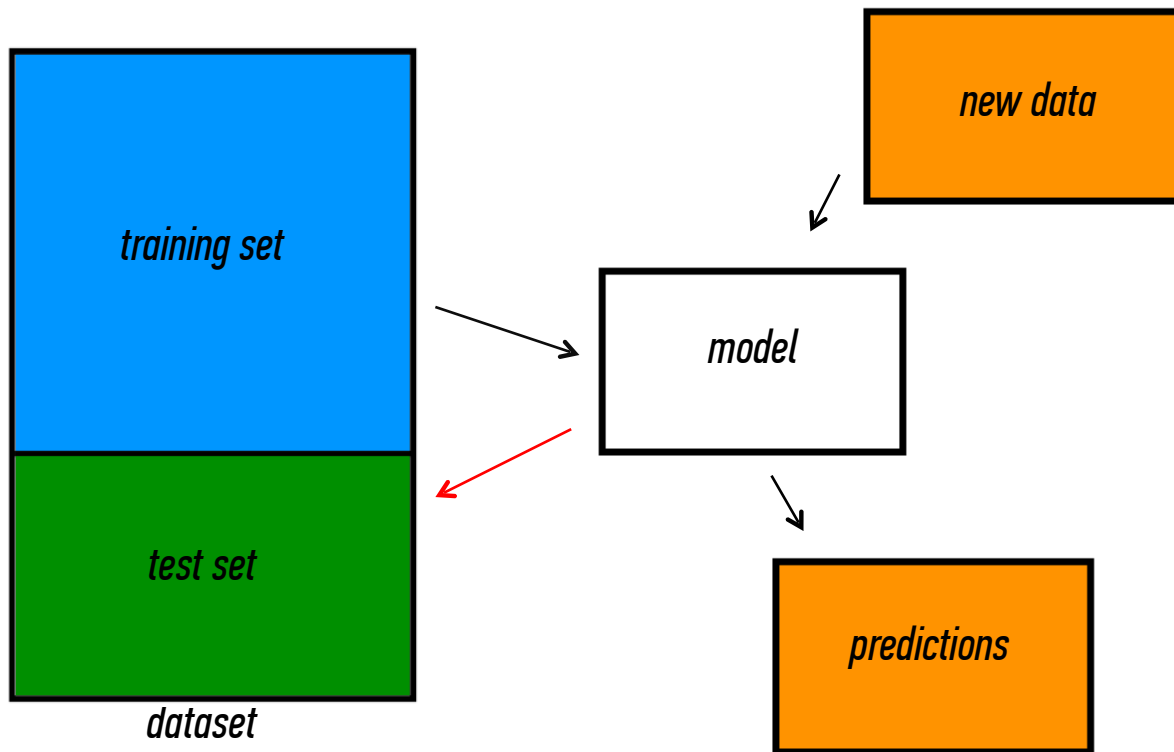 new data
training set
model
test set
predictions
dataset